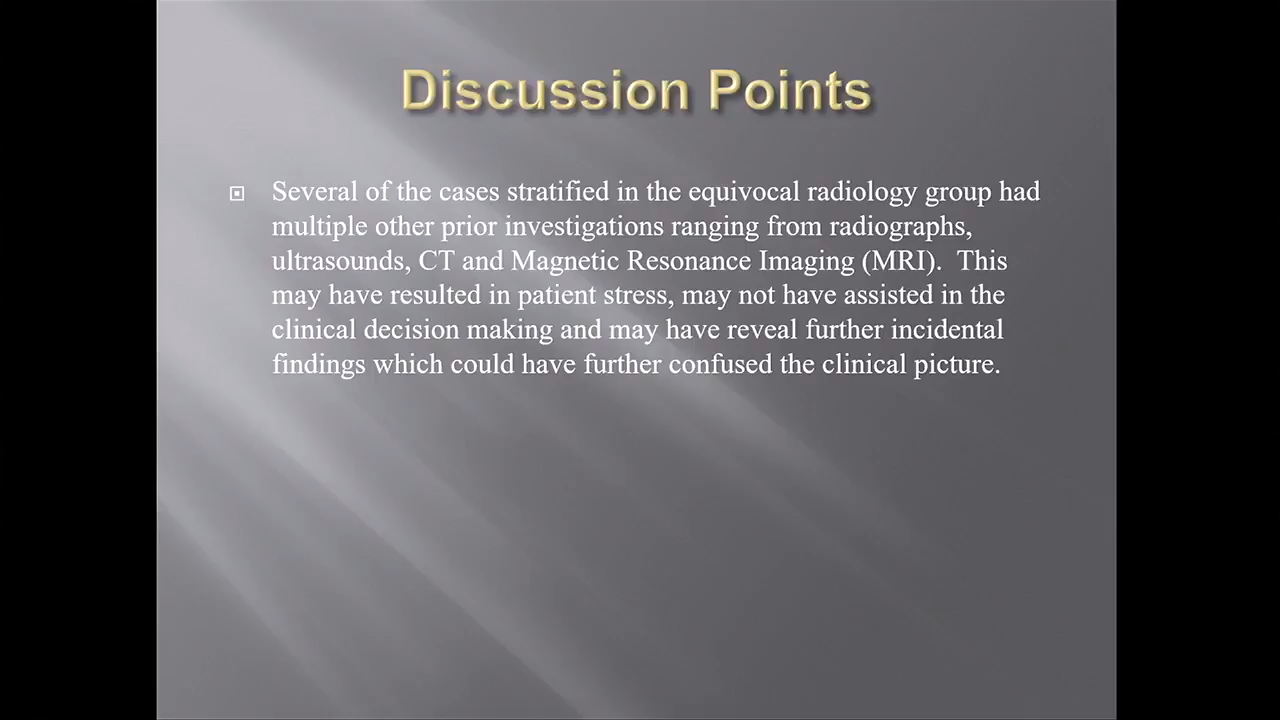 Discussion Points
Several of the cases stratified in the equivocal radiology group had
multiple other prior investigations ranging from radiographs,
ultrasounds, CT and Magnetic Resonance Imaging (MRI).  This
may have resulted in patient stress, may not have assisted in the
clinical decision making and may have reveal further incidental
findings which could have further confused the clinical picture.